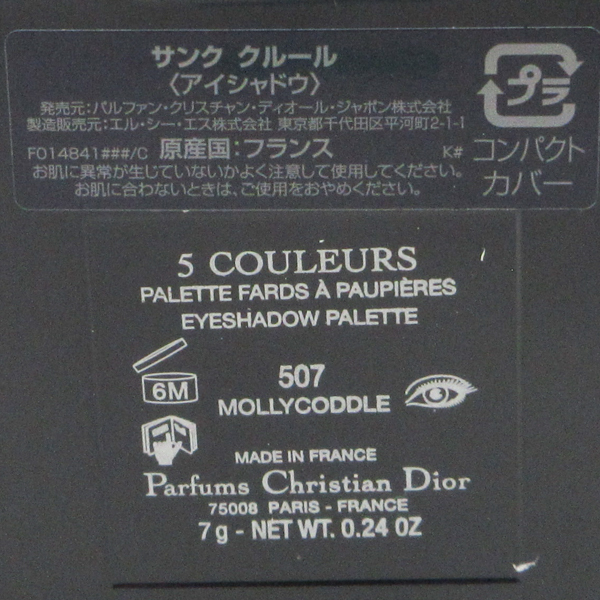 サンク クルール
〈アイシャドウ〉
発売元：パルファン・クリスチャン・ディオール・ジャポン株式会社
製造販売元：エル・シー・エス株式会社 東京都千代田区平河町2-1-1
F014841###/C 原産国：フランス K#
お肌に異常が生じていないかよく注意して使用してください。
お肌に合わないときは、ご使用をおやめください。
プラ
コンパクト
カバー
5 COULEURS
PALETTE FARDS À PAUPIÈRES
EYESHADOW PALETTE
6M
507
MOLLYCODDLE
MADE IN FRANCE
Parfums Christian Dior
75008 PARIS - FRANCE
7 g - NET WT. 0.24 OZ